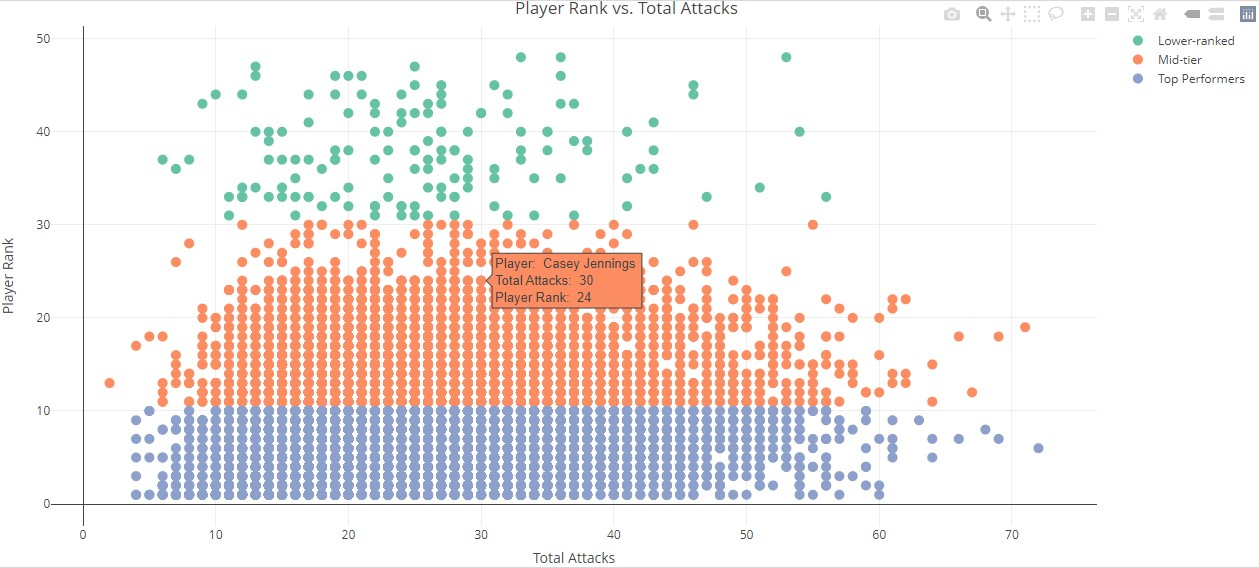 Player Rank vs. Total Attacks
Lower-ranked
Mid-tier
Top Performers
50
40
30
20
10
0
Player Rank
Player: Casey Jennings
Total Attacks: 30
Player Rank: 24
0 10 20 30 40 50 60 70
Total Attacks